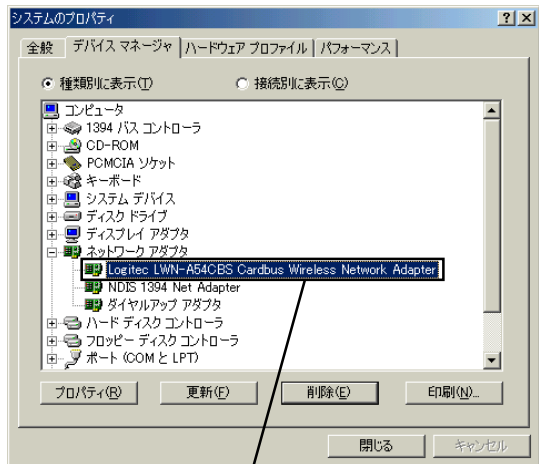 システムのプロパティ
全般 デバイス マネージャ ハードウェア プロファイル パフォーマンス
種類別に表示(T) 接続別に表示(C)
コンピュータ
1394 バス コントローラ
CD-ROM
PCMCIA ソケット
キーボード
システム デバイス
ディスク ドライブ
ディスプレイ アダプタ
ネットワーク アダプタ
Logitec LWN-A54CBS Cardbus Wireless Network Adapter
NDIS 1394 Net Adapter
ダイヤルアップ アダプタ
ハード ディスク コントローラ
フロッピー ディスク コントローラ
ポート (COM と LPT)
プロパティ(R) 更新(F) 削除(E) 印刷(N)...
閉じる キャンセル